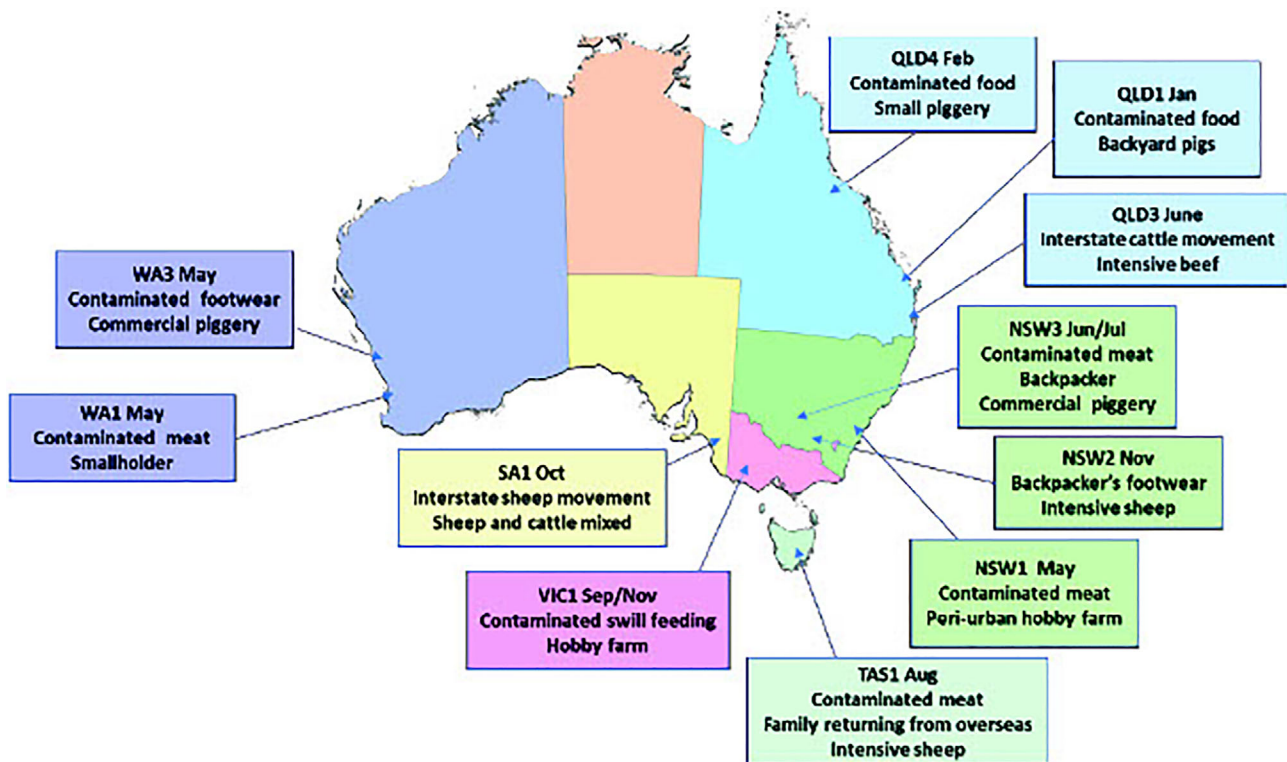 QLD4 Feb
Contaminated food
Small piggery
QLD1 Jan
Contaminated food
Backyard pigs
QLD3 June
Interstate cattle movement
Intensive beef
WA3 May
Contaminated footwear
Commercial piggery
NSW3 Jun/Jul
Contaminated meat
Backpacker
Commercial piggery
WA1 May
Contaminated meat
Smallholder
SA1 Oct
Interstate sheep movement
Sheep and cattle mixed
NSW2 Nov
Backpacker's footwear
Intensive sheep
VIC1 Sep/Nov
Contaminated swill feeding
Hobby farm
NSW1 May
Contaminated meat
Peri-urban hobby farm
TAS1 Aug
Contaminated meat
Family returning from overseas
Intensive sheep